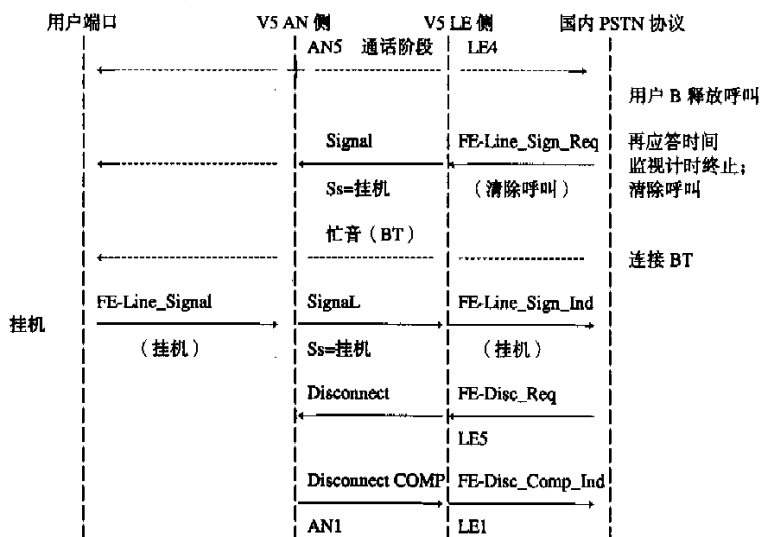 用户端口 V5 AN 侧 V5 LE 侧 国内 PSTN 协议
AN5 通话阶段 LE4
用户 B 释放呼叫
Signal FE-Line_Sign_Req 再应答时间
监视计时终止；
Ss=挂机 （清除呼叫） 清除呼叫
忙音（BT）
连接 BT
FE-Line_Signal SignaL FE-Line_Sign_Ind
挂机
（挂机） Ss=挂机 （挂机）
Disconnect FE-Disc_Req
LE5
Disconnect COMP FE-Disc_Comp_Ind
AN1 LE1